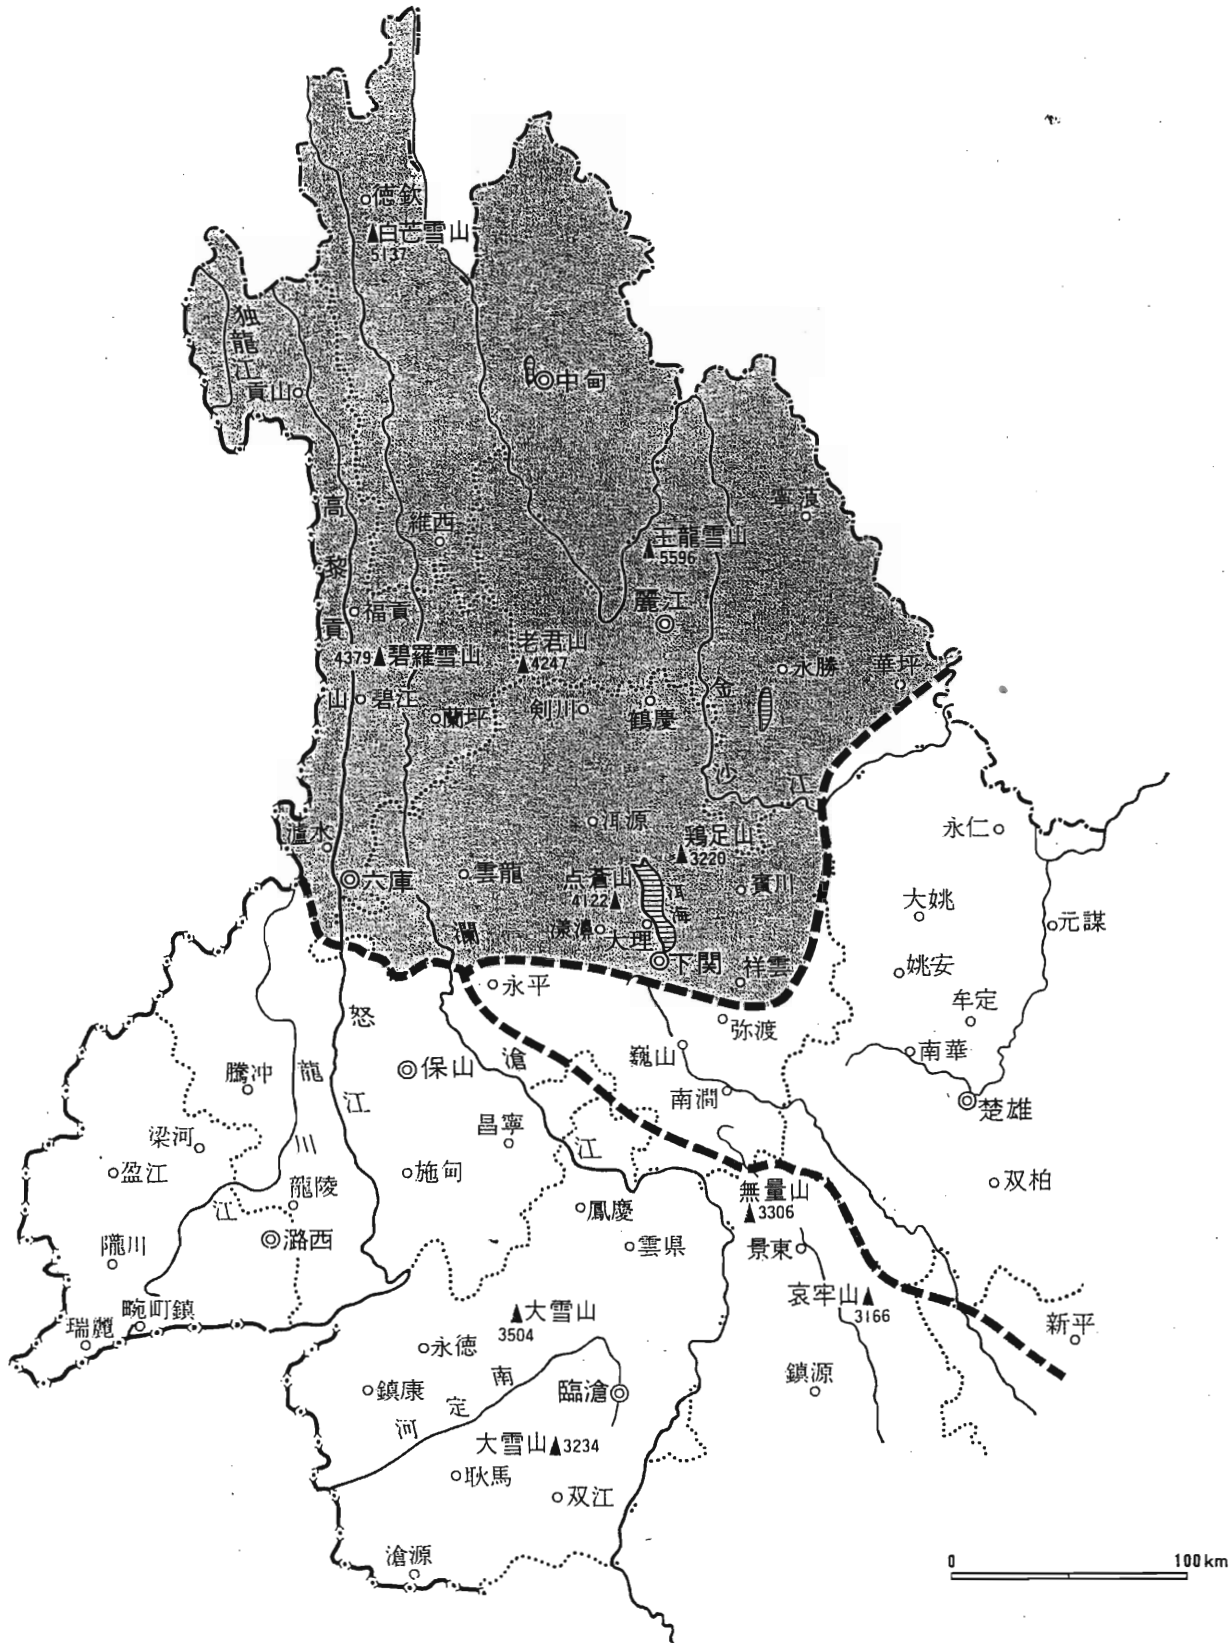 徳欽
白芒雪山
5137
独龍江
貢山
中甸
高黎貢山
維西
寧蒗
玉龍雪山
5596
福貢
麗江
老君山
4247
4379
碧羅雪山
永勝
華坪
碧江
蘭坪
剣川
鶴慶
金沙江
瀘水
洱源
鶏足山
3220
永仁
六庫
雲龍
点蒼山
4122
洱海
賓川
大姚
元謀
漾濞
大理
下関
祥雲
瀾滄江
姚安
永平
牟定
弥渡
怒江
巍山
南華
騰冲
龍川江
保山
南澗
楚雄
梁河
昌寧
盈江
施甸
双柏
龍陵
無量山
3306
鳳慶
隴川
潞西
雲県
景東
哀牢山
3166
瑞麗
畹町鎮
大雪山
3504
新平
永徳
鎮康
南定河
臨滄
鎮源
大雪山
3234
耿馬
双江
滄源
0
100km